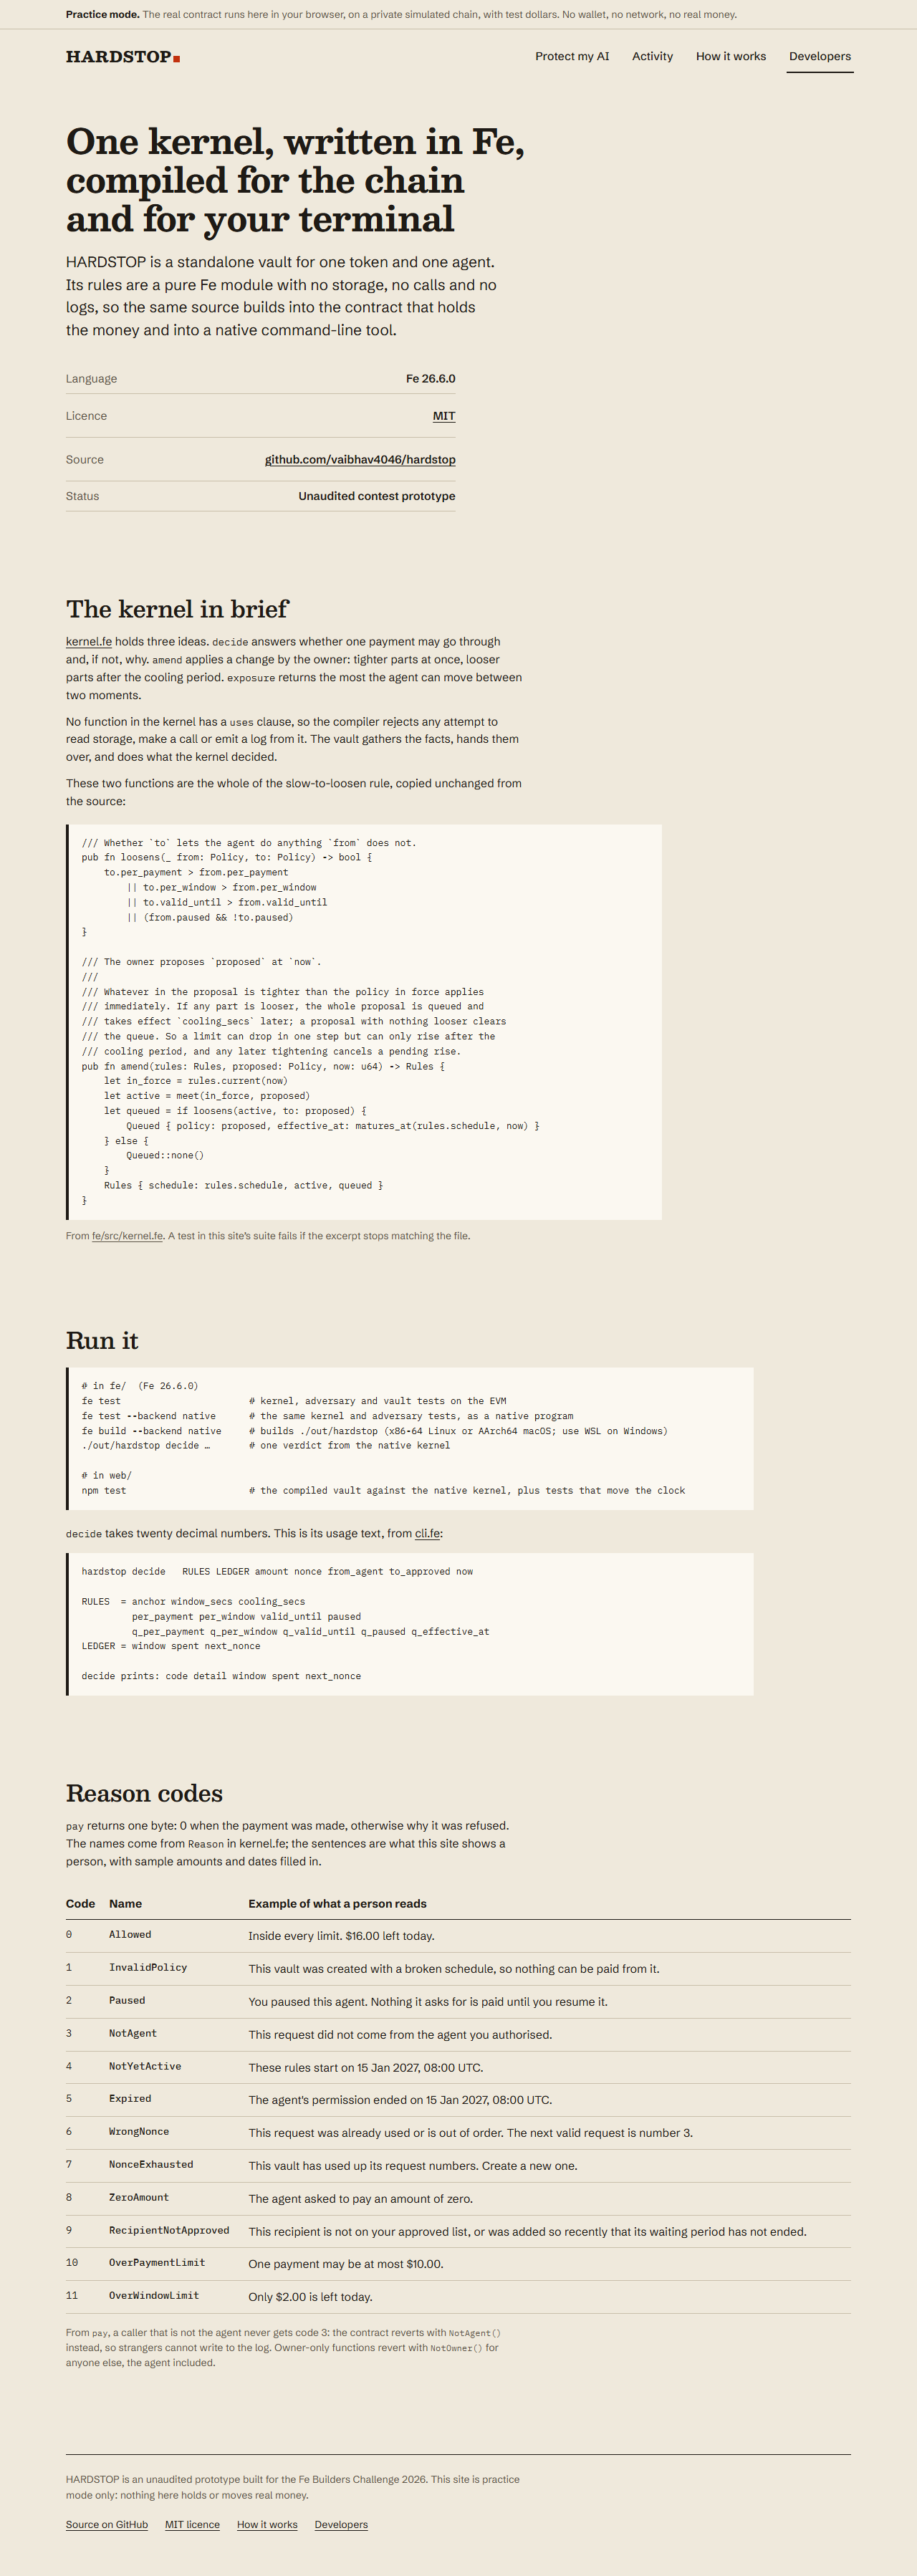 Practice mode. The real contract runs here in your browser, on a private simulated chain, with test dollars. No wallet, no network, no real money.
HARDSTOP
Protect my AI Activity How it works Developers
One kernel, written in Fe,
compiled for the chain
and for your terminal
HARDSTOP is a standalone vault for one token and one agent.
Its rules are a pure Fe module with no storage, no calls and no
logs, so the same source builds into the contract that holds
the money and into a native command-line tool.
Language Fe 26.6.0
Licence MIT
Source github.com/vaibhav4046/hardstop
Status Unaudited contest prototype
The kernel in brief
kernel.fe holds three ideas. decide answers whether one payment may go through
and, if not, why. amend applies a change by the owner: tighter parts at once, looser
parts after the cooling period. exposure returns the most the agent can move between
two moments.
No function in the kernel has a uses clause, so the compiler rejects any attempt to
read storage, make a call or emit a log from it. The vault gathers the facts, hands them
over, and does what the kernel decided.
These two functions are the whole of the slow-to-loosen rule, copied unchanged from
the source:
/// Whether `to` lets the agent do anything `from` does not.
pub fn loosens(_ from: Policy, to: Policy) -> bool {
    to.per_payment > from.per_payment
        || to.per_window > from.per_window
        || to.valid_until > from.valid_until
        || (from.paused && !to.paused)
}
/// The owner proposes `proposed` at `now`.
///
/// Whatever in the proposal is tighter than the policy in force applies
/// immediately. If any part is looser, the whole proposal is queued and
/// takes effect `cooling_secs` later; a proposal with nothing looser clears
/// the queue. So a limit can drop in one step but can only rise after the
/// cooling period, and any later tightening cancels a pending rise.
pub fn amend(rules: Rules, proposed: Policy, now: u64) -> Rules {
    let in_force = rules.current(now)
    let active = meet(in_force, proposed)
    let queued = if loosens(active, to: proposed) {
        Queued { policy: proposed, effective_at: matures_at(rules.schedule, now) }
    } else {
        Queued::none()
    }
    Rules { schedule: rules.schedule, active, queued }
}
From fe/src/kernel.fe. A test in this site's suite fails if the excerpt stops matching the file.
Run it
# in fe/  (Fe 26.6.0)
fe test                       # kernel, adversary and vault tests on the EVM
fe test --backend native      # the same kernel and adversary tests, as a native program
fe build --backend native     # builds ./out/hardstop (x86-64 Linux or AArch64 macOS; use WSL on Windows)
./out/hardstop decide …       # one verdict from the native kernel
# in web/
npm test                      # the compiled vault against the native kernel, plus tests that move the clock
decide takes twenty decimal numbers. This is its usage text, from cli.fe:
hardstop decide   RULES LEDGER amount nonce from_agent to_approved now
RULES  = anchor window_secs cooling_secs
         per_payment per_window valid_until paused
         q_per_payment q_per_window q_valid_until q_paused q_effective_at
LEDGER = window spent next_nonce
decide prints: code detail window spent next_nonce
Reason codes
pay returns one byte: 0 when the payment was made, otherwise why it was refused.
The names come from Reason in kernel.fe; the sentences are what this site shows a
person, with sample amounts and dates filled in.
Code Name Example of what a person reads
0 Allowed Inside every limit. $16.00 left today.
1 InvalidPolicy This vault was created with a broken schedule, so nothing can be paid from it.
2 Paused You paused this agent. Nothing it asks for is paid until you resume it.
3 NotAgent This request did not come from the agent you authorised.
4 NotYetActive These rules start on 15 Jan 2027, 08:00 UTC.
5 Expired The agent's permission ended on 15 Jan 2027, 08:00 UTC.
6 WrongNonce This request was already used or is out of order. The next valid request is number 3.
7 NonceExhausted This vault has used up its request numbers. Create a new one.
8 ZeroAmount The agent asked to pay an amount of zero.
9 RecipientNotApproved This recipient is not on your approved list, or was added so recently that its waiting period has not ended.
10 OverPaymentLimit One payment may be at most $10.00.
11 OverWindowLimit Only $2.00 is left today.
From pay, a caller that is not the agent never gets code 3: the contract reverts with NotAgent()
instead, so strangers cannot write to the log. Owner-only functions revert with NotOwner() for
anyone else, the agent included.
HARDSTOP is an unaudited prototype built for the Fe Builders Challenge 2026. This site is practice
mode only: nothing here holds or moves real money.
Source on GitHub MIT licence How it works Developers